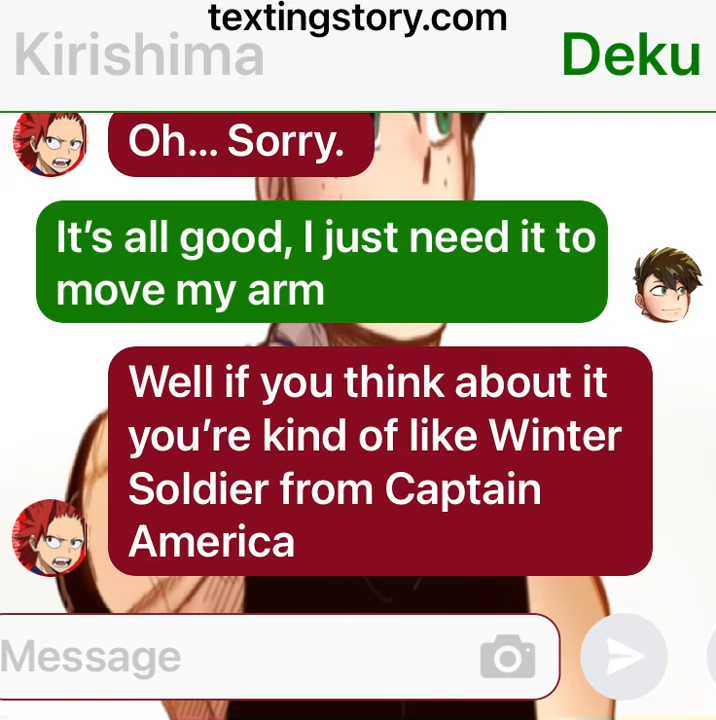 textingstory.com
Kirishima
Deku
Oh... Sorry.
It's all good, I just need it to
move my arm
Well if you think about it
you're kind of like Winter
Soldier from Captain
America
Message